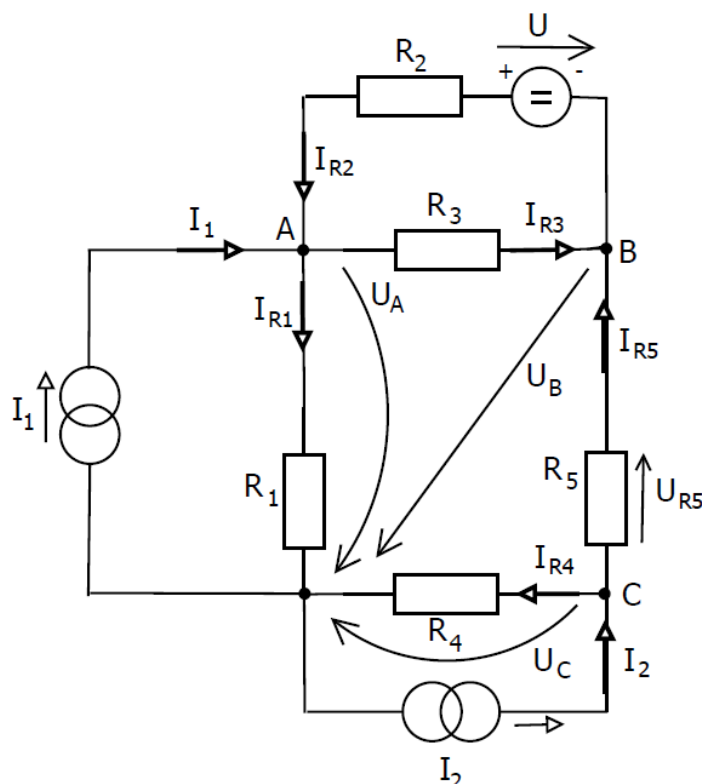 U
R2
+ -
=
IR2
I1
A
R3
IR3
B
IR1
UA
IR5
UB
I1
R1
R5
UR5
IR4
C
R4
UC
I2
I2